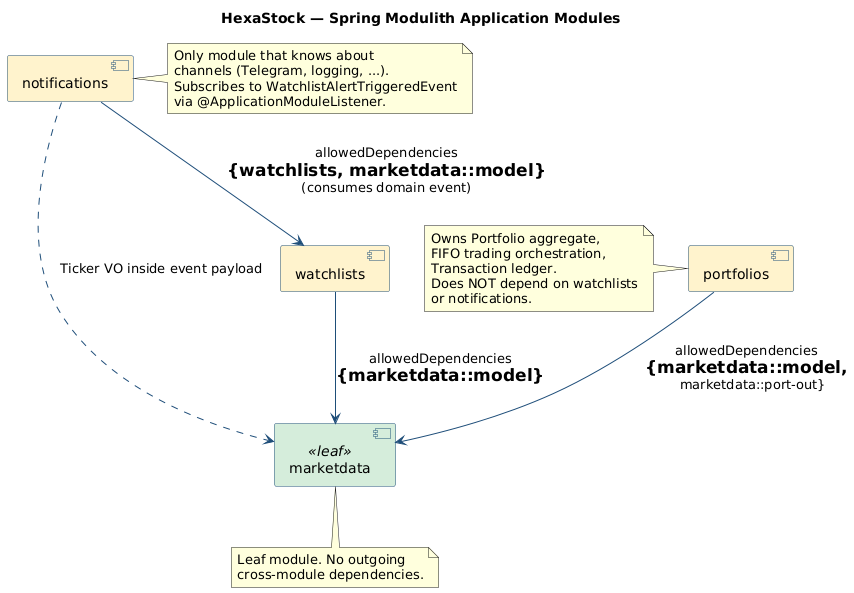 HexaStock — Spring Modulith Application Modules
notifications
Only module that knows about
channels (Telegram, logging, ...).
Subscribes to WatchlistAlertTriggeredEvent
via @ApplicationModuleListener.
allowedDependencies
{watchlists, marketdata::model}
(consumes domain event)
Ticker VO inside event payload
watchlists
Owns Portfolio aggregate,
FIFO trading orchestration,
Transaction ledger.
Does NOT depend on watchlists
or notifications.
portfolios
allowedDependencies
{marketdata::model}
allowedDependencies
{marketdata::model,
marketdata::port-out}
«leaf»
marketdata
Leaf module. No outgoing
cross-module dependencies.